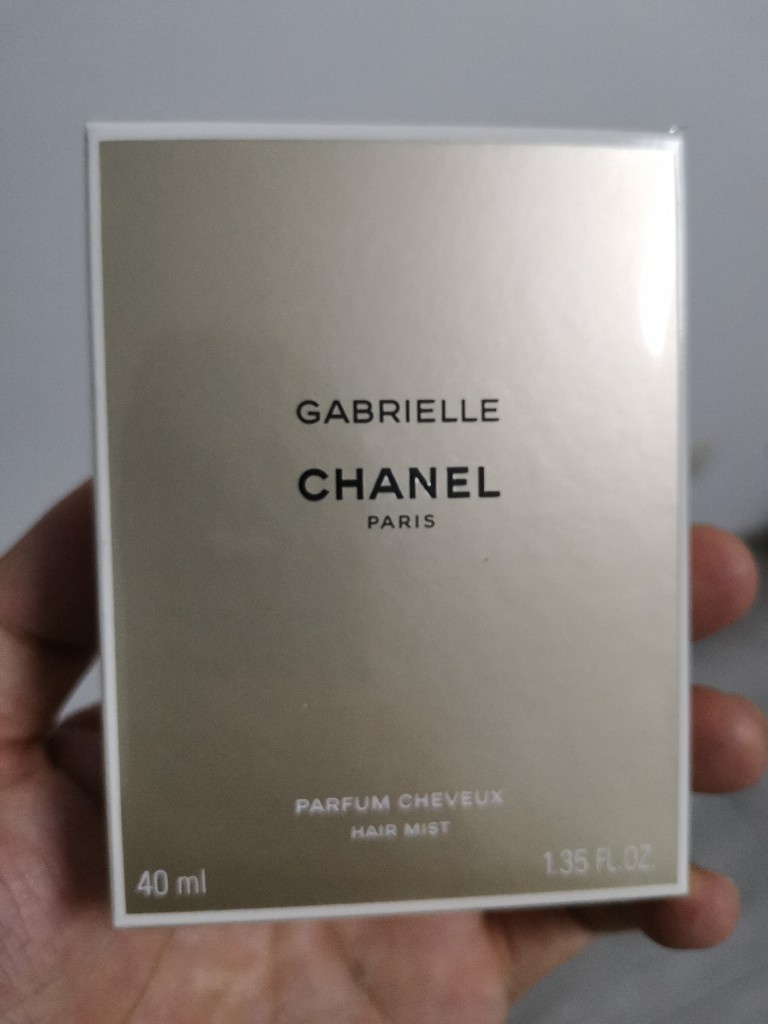 GABRIELLE
CHANEL
PARIS
PARFUM CHEVEUX
HAIR MIST
40 ml
1.35 FL.OZ.